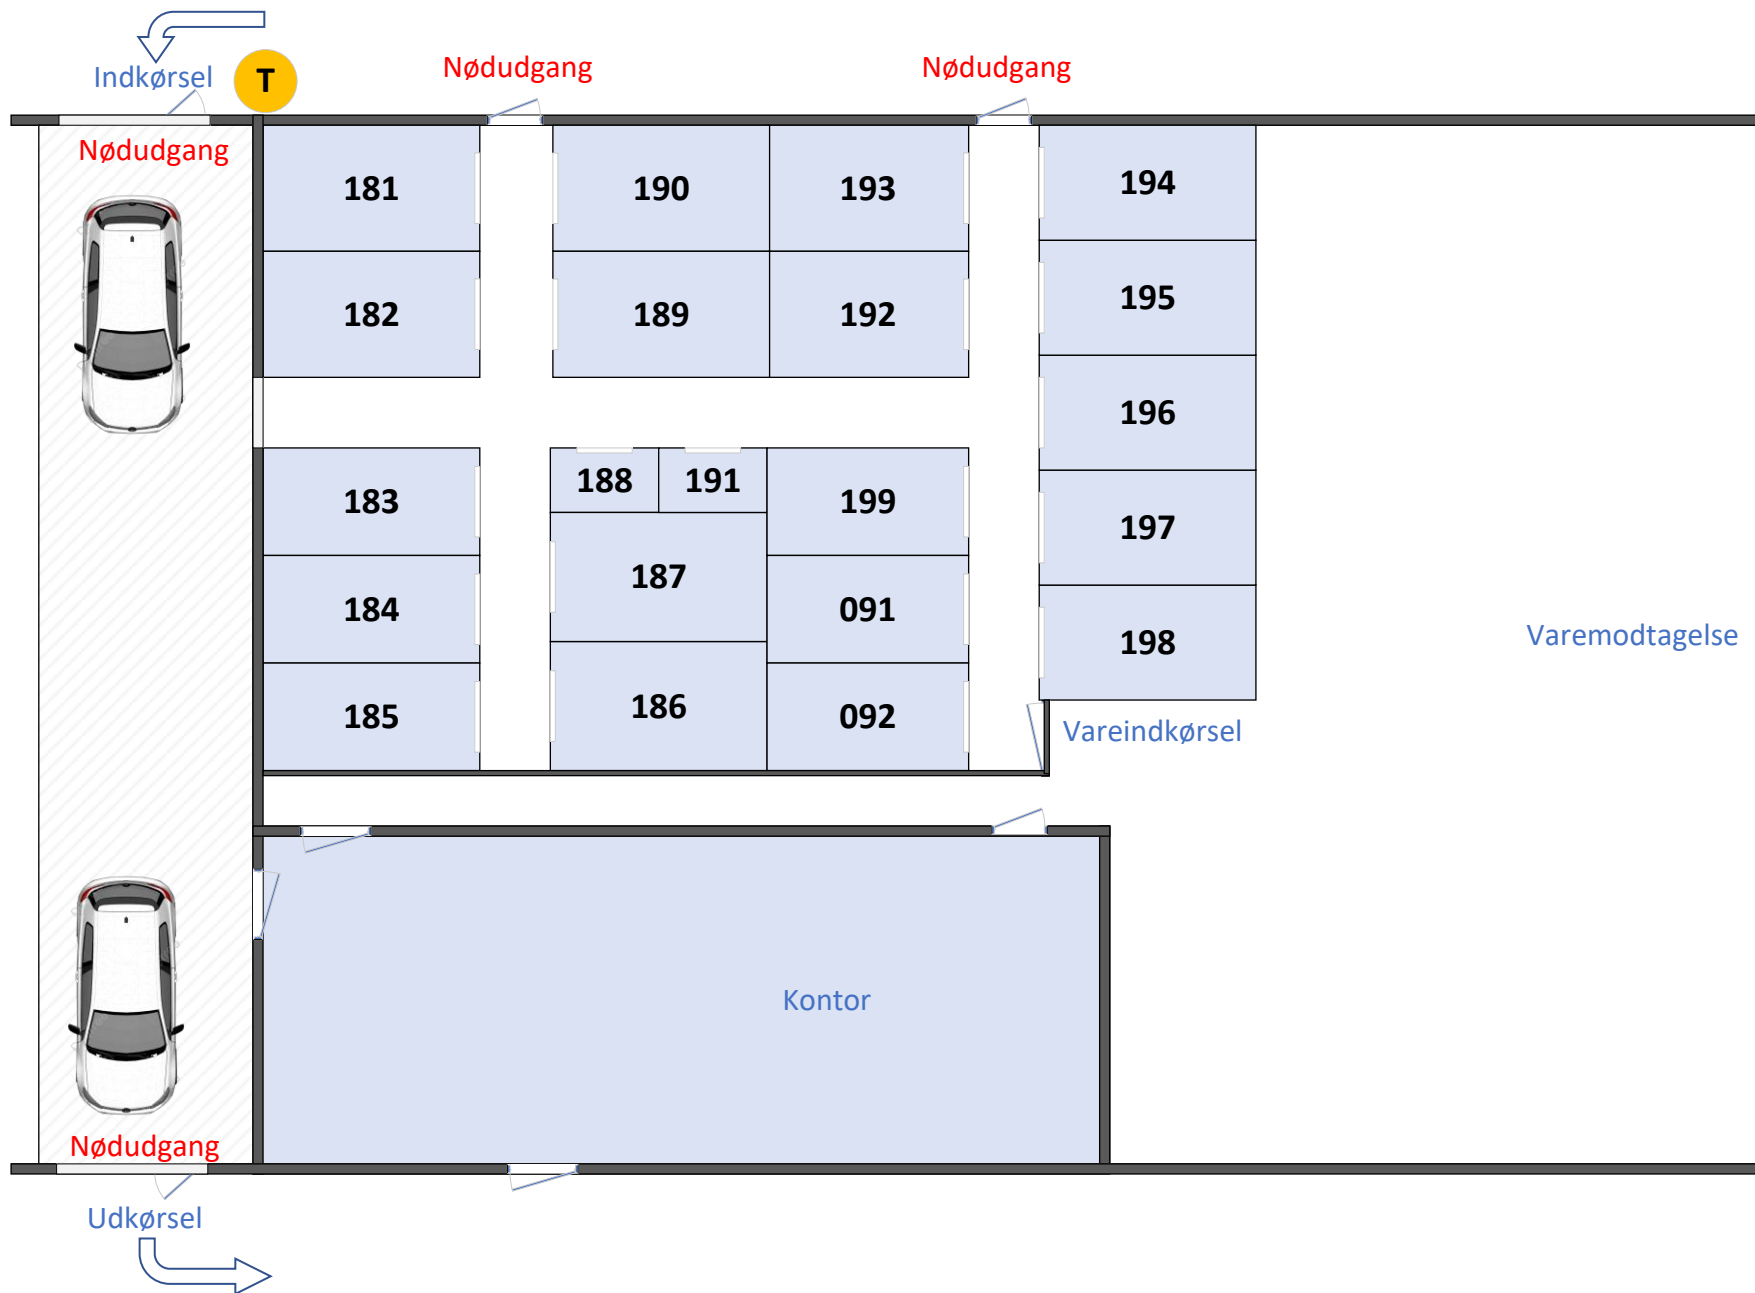 Indkørsel
T
Nødudgang
Nødudgang
Nødudgang
181
190
193
194
182
189
192
195
196
183
188
191
199
197
187
184
091
198
Varemodtagelse
185
186
092
Vareindkørsel
Kontor
Nødudgang
Udkørsel